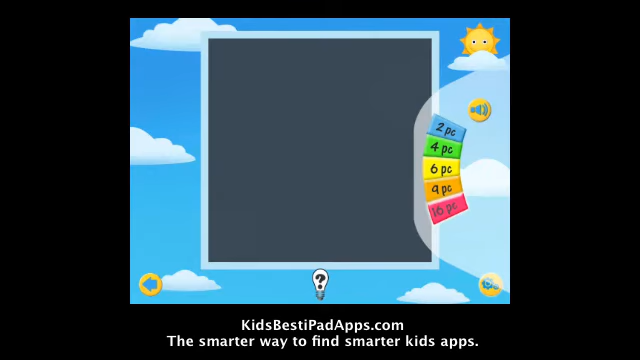 2 pc
4 pc
6 pc
9 pc
16 pc
?
KidsBestiPadApps.com
The smarter way to find smarter kids apps.